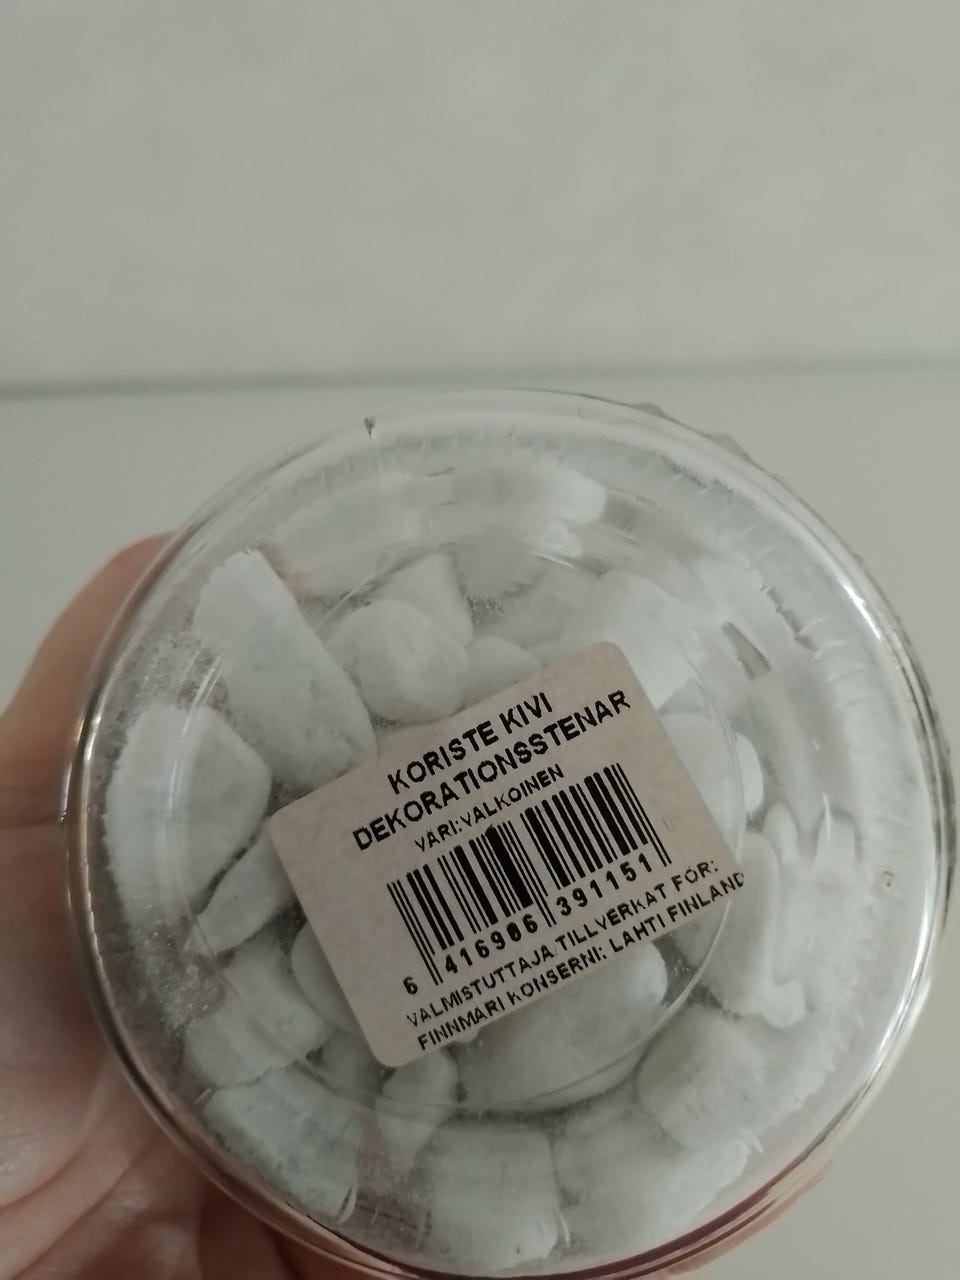 KORISTE KIVI
DEKORATIONSSTENAR
VÄRI:VALKOINEN
6 416906 391151
VALMISTUTTAJA:TILLVERKAT FÖR:
FINNMARI KONSERNI: LAHTI FINLAND